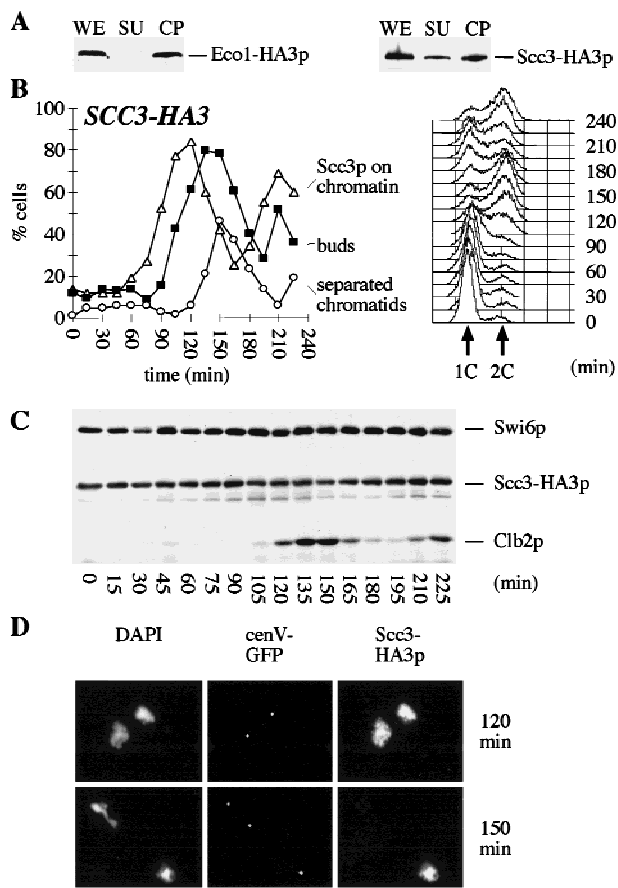 A
WE SU CP
Eco1-HA3p
WE SU CP
Scc3-HA3p
B
SCC3-HA3
100
80
60
40
20
0
% cells
0 30 60 90 120 150 180 210 240
time (min)
Scc3p on
chromatin
buds
separated
chromatids
240
210
180
150
120
90
60
30
0
1C 2C (min)
C
Swi6p
Scc3-HA3p
Clb2p
0 15 30 45 60 75 90 105 120 135 150 165 180 195 210 225 (min)
D
DAPI
cenV-
GFP
Scc3-
HA3p
120
min
150
min